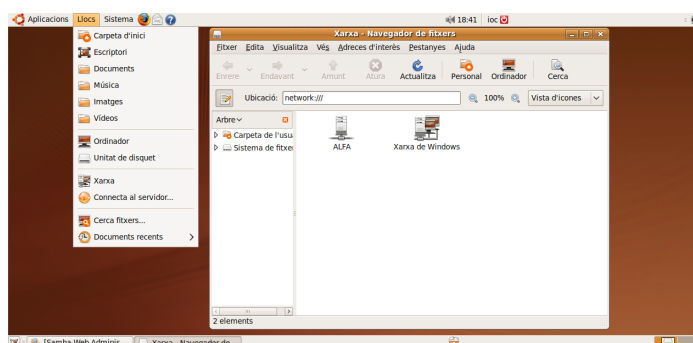 Aplicacions Llocs Sistema 18:41 ioc
Carpeta d'inici
Escriptori
Documents
Música
Imatges
Vídeos
Ordinador
Unitat de disquet
Xarxa
Connecta al servidor...
Cerca fitxers...
Documents recents
Xarxa - Navegador de fitxers
Fitxer Edita Visualitza Vés Adreces d'interès Pestanyes Ajuda
Enrere Endavant Amunt Atura Actualitza Personal Ordinador Cerca
Ubicació: network:/// 100% Vista d'icones
Arbre
Carpeta de l'usu
Sistema de fitxe
ALFA Xarxa de Windows
2 elements
[Samba Web Adminis... Xarxa - Navegador de